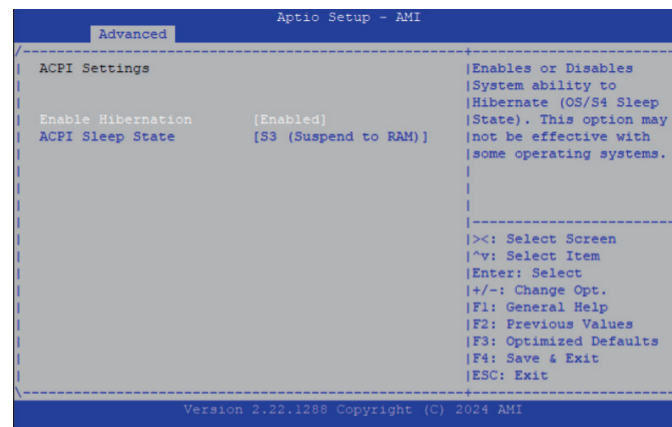 Aptio Setup - AMI
Advanced
ACPI Settings
Enable Hibernation [Enabled]
ACPI Sleep State [S3 (Suspend to RAM)]
Enables or Disables
System ability to
Hibernate (OS/S4 Sleep
State). This option may
not be effective with
some operating systems.
><: Select Screen
^v: Select Item
Enter: Select
+/-: Change Opt.
F1: General Help
F2: Previous Values
F3: Optimized Defaults
F4: Save & Exit
ESC: Exit
Version 2.22.1288 Copyright (C) 2024 AMI